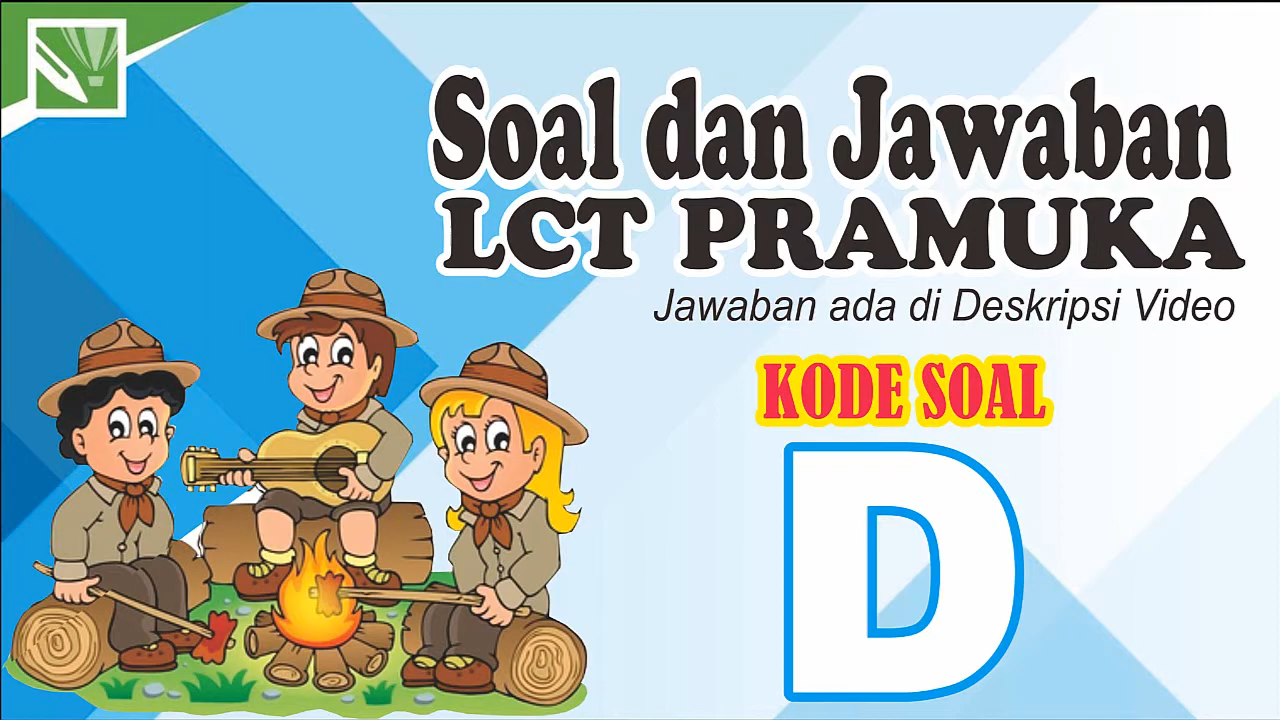 Soal dan Jawaban
LCT PRAMUKA
Jawaban ada di Deskripsi Video
KODE SOAL
D